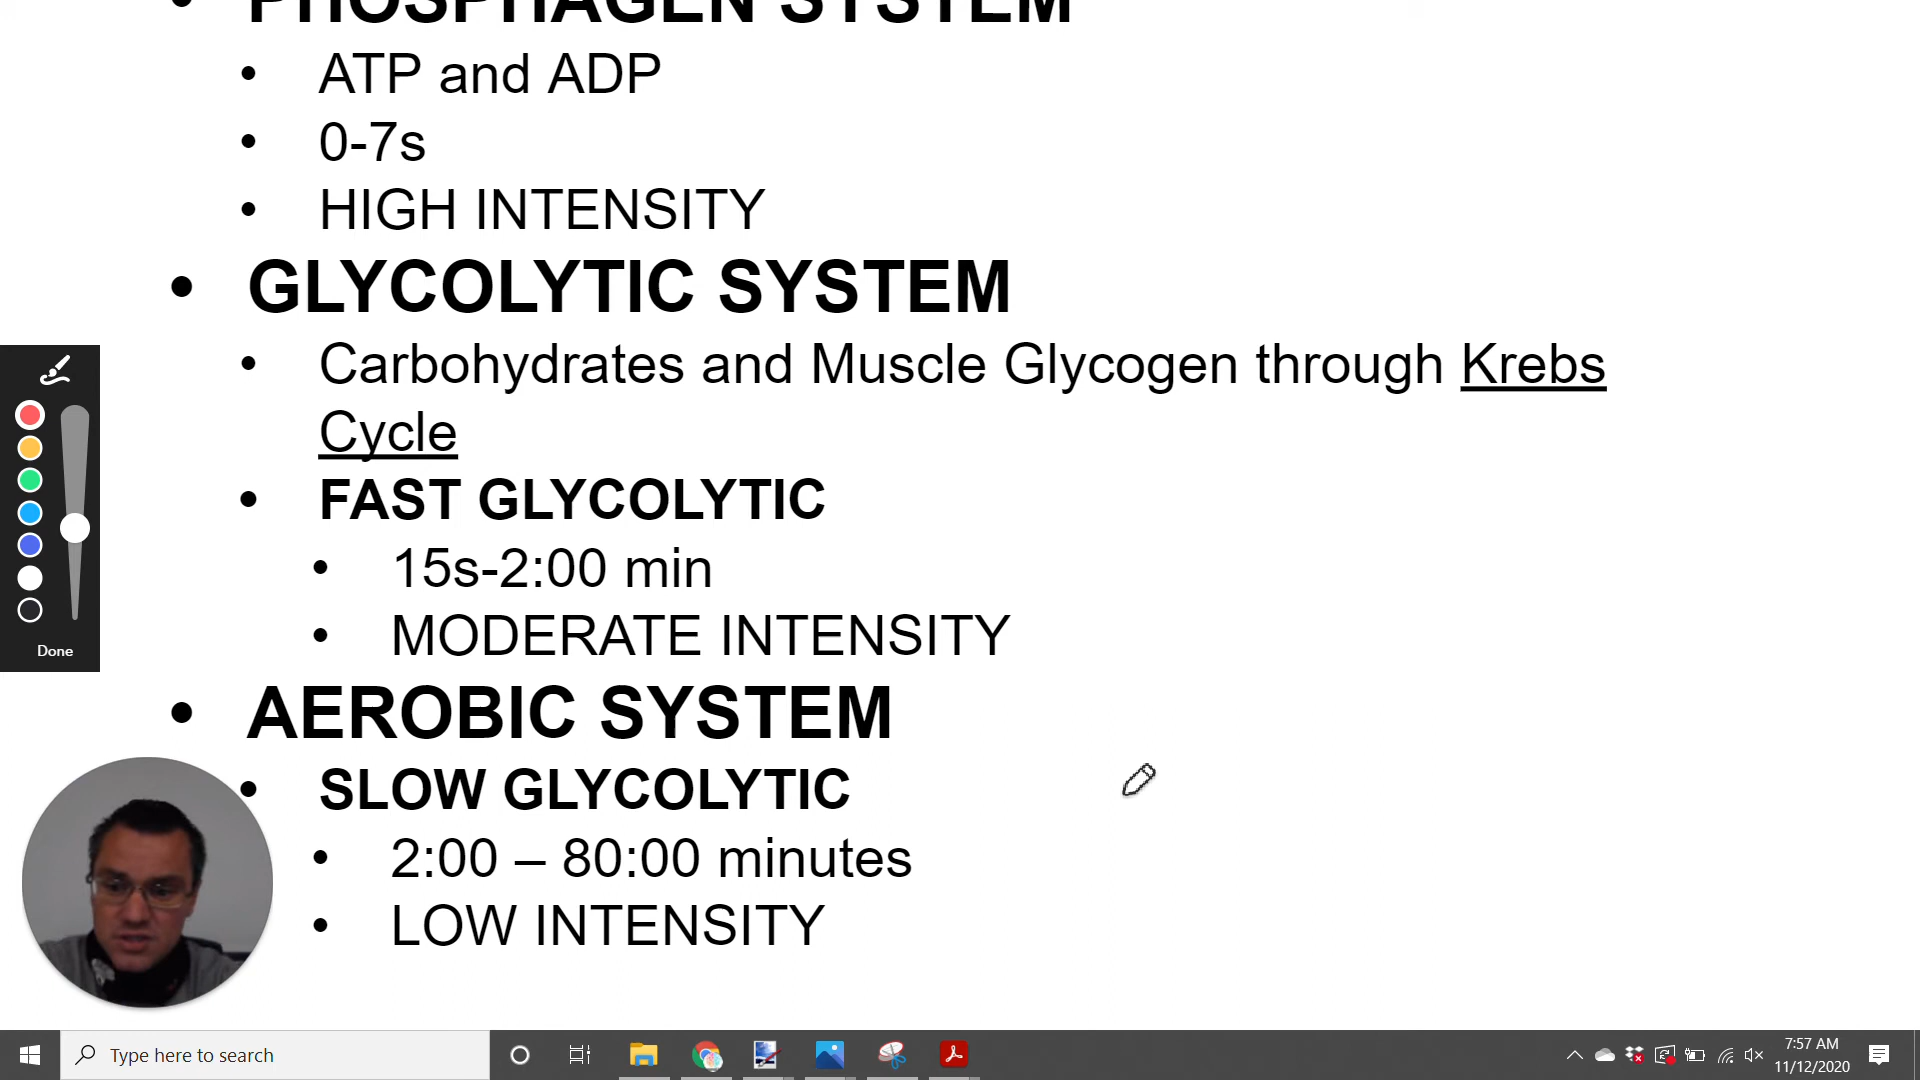 PHOSPHAGEN SYSTEM
ATP and ADP
0-7s
HIGH INTENSITY
GLYCOLYTIC SYSTEM
Carbohydrates and Muscle Glycogen through Krebs
Cycle
FAST GLYCOLYTIC
15s-2:00 min
MODERATE INTENSITY
Done
AEROBIC SYSTEM
SLOW GLYCOLYTIC
2:00 – 80:00 minutes
LOW INTENSITY
Type here to search
7:57 AM
11/12/2020